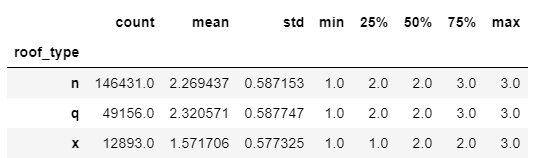 count mean std min 25% 50% 75% max
roof_type
n 146431.0 2.269437 0.587153 1.0 2.0 2.0 3.0 3.0
q 49156.0 2.320571 0.587747 1.0 2.0 2.0 3.0 3.0
x 12893.0 1.571706 0.577325 1.0 1.0 2.0 2.0 3.0